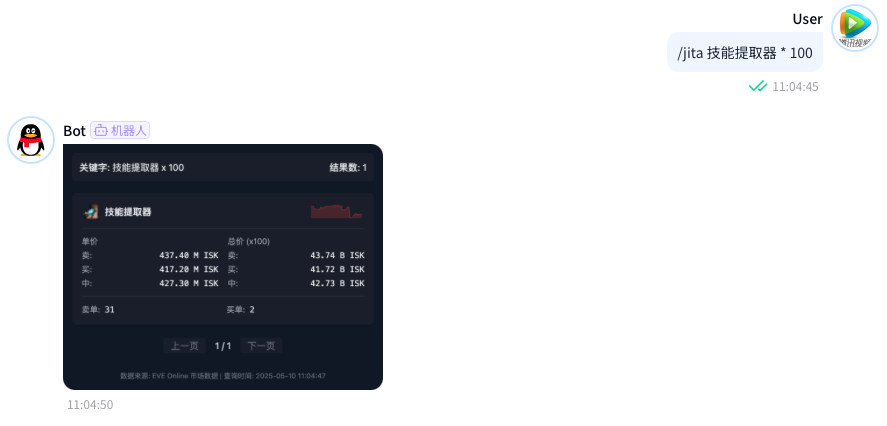 User
腾讯视频
/jita 技能提取器 * 100
11:04:45
Bot 机器人
关键字: 技能提取器 x 100 结果数: 1
技能提取器
单价 总价 (x100)
卖: 437.40 M ISK 卖: 43.74 B ISK
买: 417.20 M ISK 买: 41.72 B ISK
中: 427.30 M ISK 中: 42.73 B ISK
卖单: 31 买单: 2
上一页 1 / 1 下一页
数据来源: EVE Online 市场数据 | 查询时间: 2025-05-10 11:04:47
11:04:50